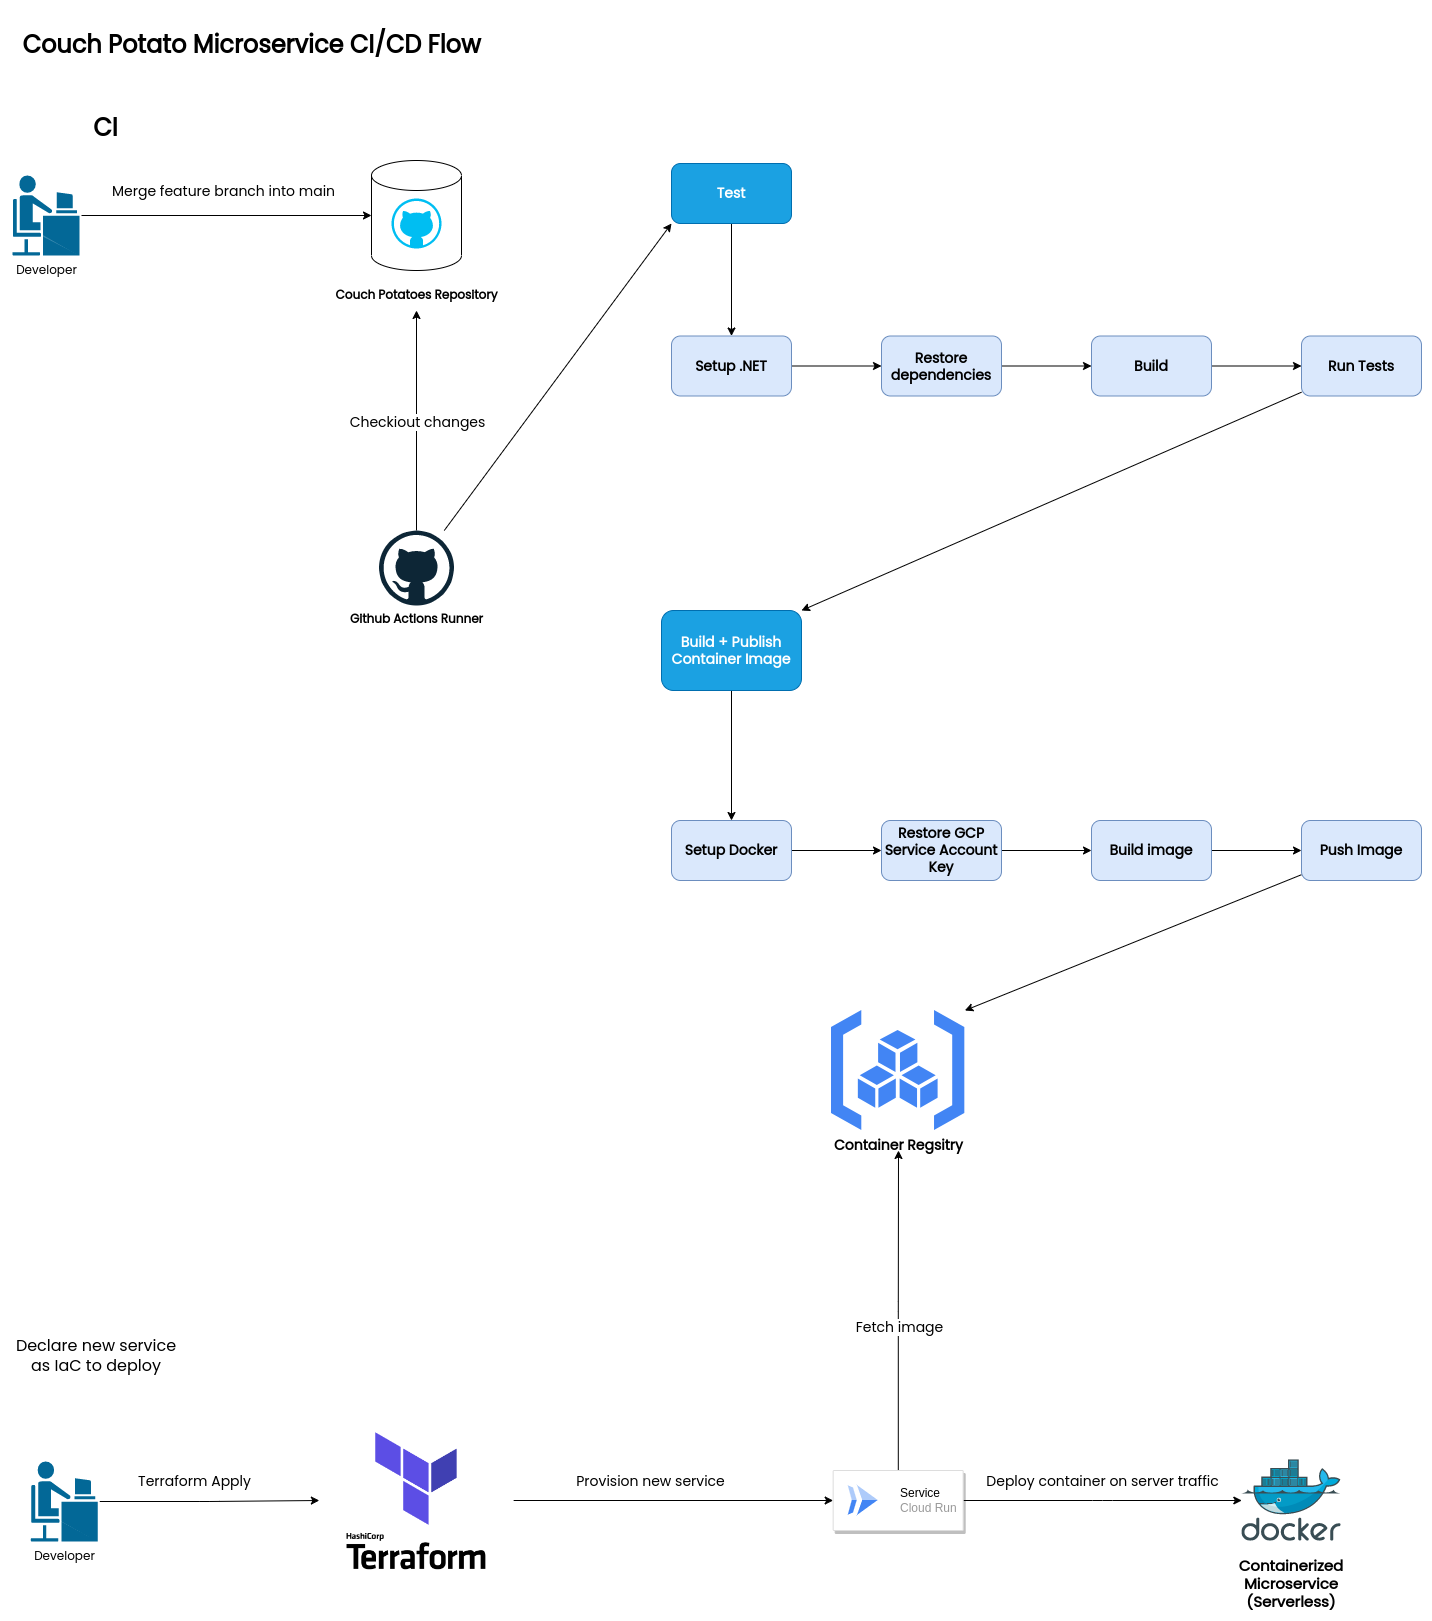 Couch Potato Microservice CI/CD Flow
CI
Merge feature branch into main
Developer
Couch Potatoes Repository
Checkiout changes
Github Actions Runner
Test
Setup .NET
Restore
dependencies
Build
Run Tests
Build + Publish
Container Image
Setup Docker
Restore GCP
Service Account
Key
Build image
Push Image
Container Regsitry
Fetch image
Declare new service
as IaC to deploy
Developer
Terraform Apply
HashiCorp
Terraform
Provision new service
Service
Cloud Run
Deploy container on server traffic
docker
Containerized
Microservice
(Serverless)